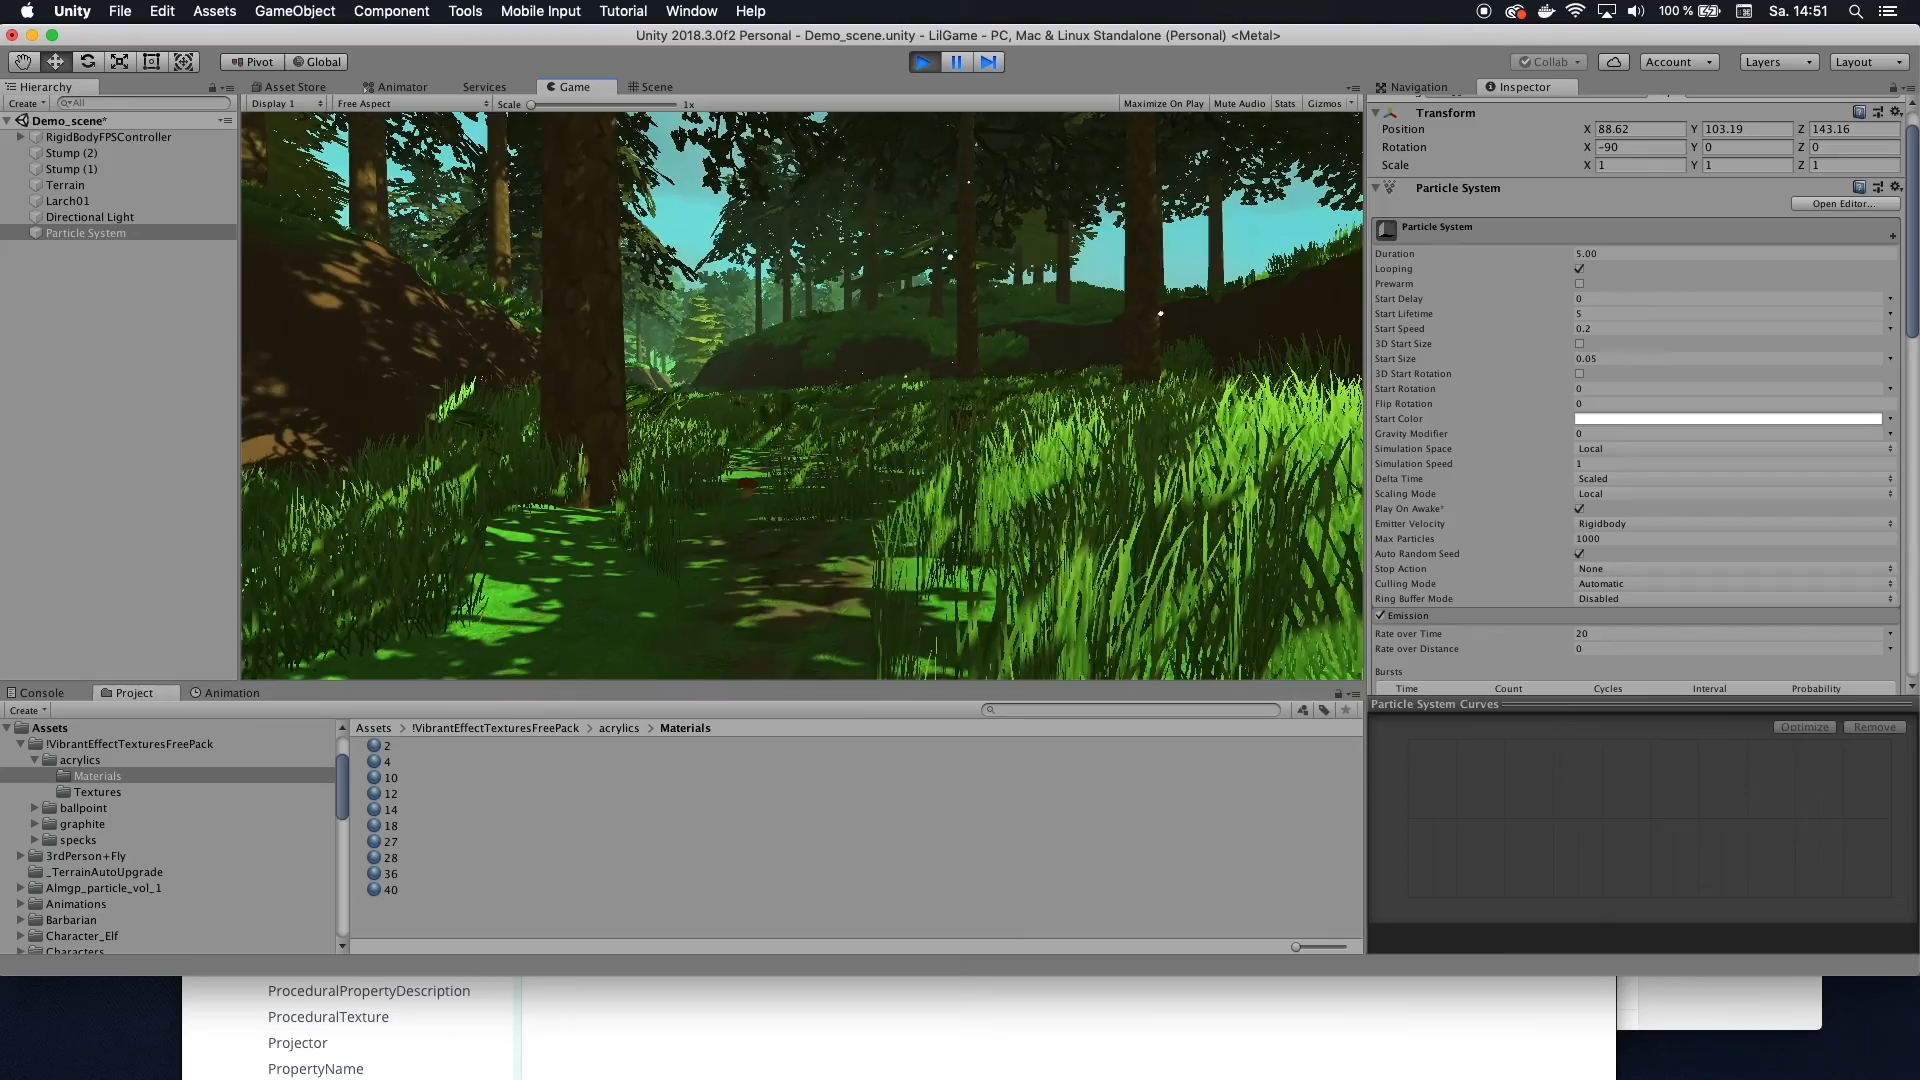 Unity File Edit Assets GameObject Component Tools Mobile Input Tutorial Window Help 100 % Sa. 14:51
Unity 2018.3.0f2 Personal - Demo_scene.unity - LilGame - PC, Mac & Linux Standalone (Personal) <Metal>
Pivot Global Collab Account Layers Layout
Hierarchy Asset Store Animator Services Game Scene Navigation Inspector
Create All Display 1 Free Aspect Scale 1x Maximize On Play Mute Audio Stats Gizmos
Demo_scene*
RigidBodyFPSController
Stump (2)
Stump (1)
Terrain
Larch01
Directional Light
Particle System
Transform
Position X 88.62 Y 103.19 Z 143.16
Rotation X -90 Y 0 Z 0
Scale X 1 Y 1 Z 1
Particle System
Open Editor...
Particle System
Duration 5.00
Looping
Prewarm
Start Delay 0
Start Lifetime 5
Start Speed 0.2
3D Start Size
Start Size 0.05
3D Start Rotation
Start Rotation 0
Flip Rotation 0
Start Color
Gravity Modifier 0
Simulation Space Local
Simulation Speed 1
Delta Time Scaled
Scaling Mode Local
Play On Awake*
Emitter Velocity Rigidbody
Max Particles 1000
Auto Random Seed
Stop Action None
Culling Mode Automatic
Ring Buffer Mode Disabled
Emission
Rate over Time 20
Rate over Distance 0
Bursts
Time Count Cycles Interval Probability
Particle System Curves
Optimize Remove
Console Project Animation
Create
Assets
!VibrantEffectTexturesFreePack
acrylics
Materials
Textures
ballpoint
graphite
specks
3rdPerson+Fly
_TerrainAutoUpgrade
Almgp_particle_vol_1
Animations
Barbarian
Character_Elf
Characters
Assets > !VibrantEffectTexturesFreePack > acrylics > Materials
2
4
10
12
14
18
27
28
36
40
ProceduralPropertyDescription
ProceduralTexture
Projector
PropertyName